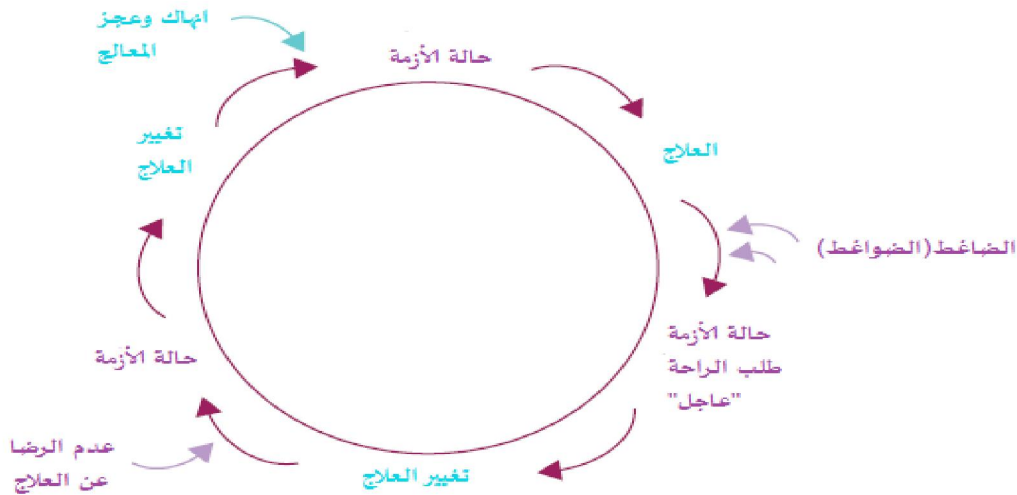 انهاك وعجز
المعالج
حالة الأزمة
العلاج
الضاغط(الضواغط)
حالة الأزمة
طلب الراحة
"عاجل"
تغيير العلاج
عدم الرضا
عن العلاج
حالة الأزمة
تغيير
العلاج